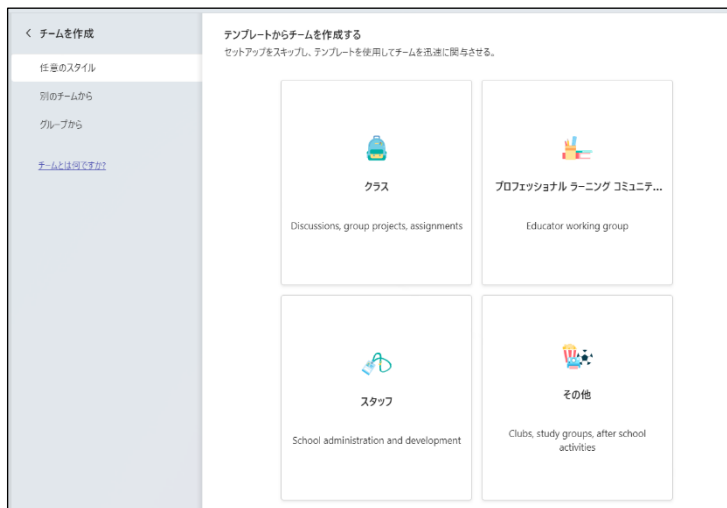 チームを作成
任意のスタイル
別のチームから
グループから
チームとは何ですか?
テンプレートからチームを作成する
セットアップをスキップし、テンプレートを使用してチームを迅速に関与させる。
クラス
Discussions, group projects, assignments
プロフェッショナル ラーニング コミュニテ...
Educator working group
スタッフ
School administration and development
その他
Clubs, study groups, after school
activities